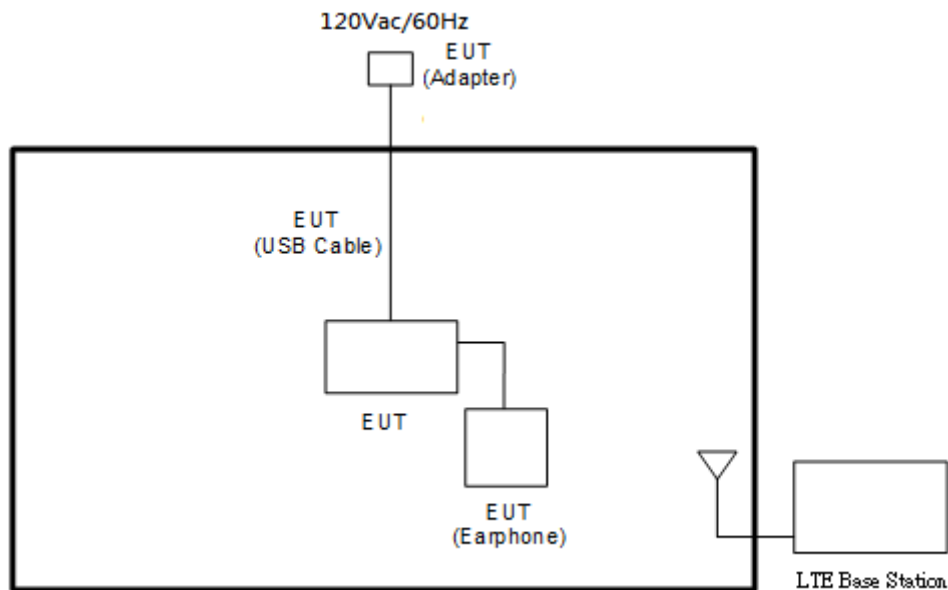 120Vac/60Hz
EUT
(Adapter)
EUT
(USB Cable)
EUT
EUT
(Earphone)
LTE Base Station